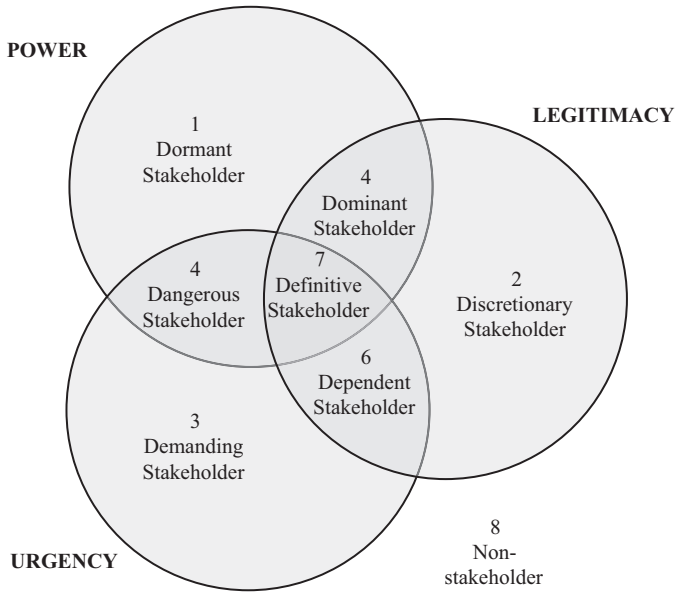 POWER
LEGITIMACY
1
Dormant
Stakeholder
4
Dominant
Stakeholder
4
Dangerous
Stakeholder
7
Definitive
Stakeholder
2
Discretionary
Stakeholder
6
Dependent
Stakeholder
3
Demanding
Stakeholder
URGENCY
8
Non-
stakeholder